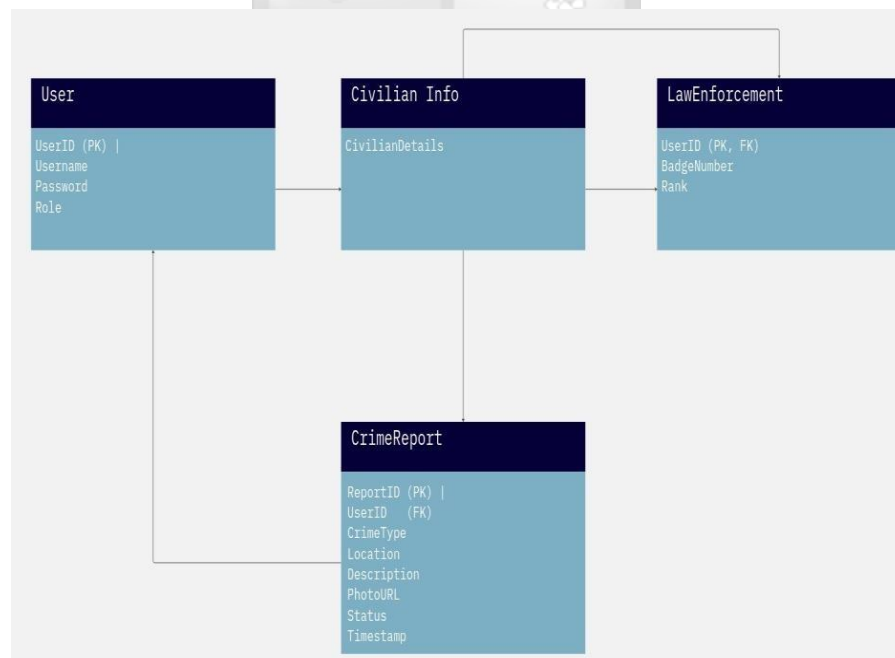 User
UserID (PK) |
Username
Password
Role
Civilian Info
CivilianDetails
LawEnforcement
UserID (PK, FK)
BadgeNumber
Rank
CrimeReport
ReportID (PK) |
UserID (FK)
CrimeType
Location
Description
PhotoURL
Status
Timestamp